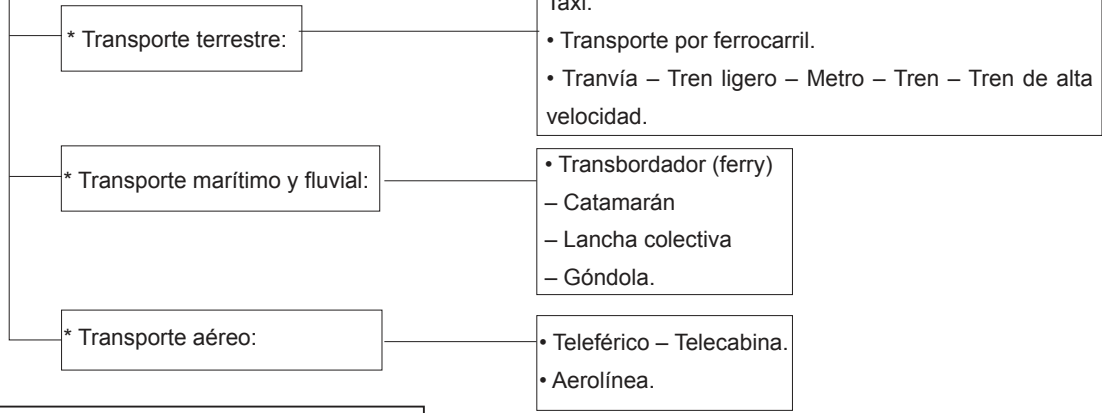 Taxi.
* Transporte terrestre:
• Transporte por ferrocarril.
• Tranvía – Tren ligero – Metro – Tren – Tren de alta
velocidad.
* Transporte marítimo y fluvial:
• Transbordador (ferry)
– Catamarán
– Lancha colectiva
– Góndola.
* Transporte aéreo:
• Teleférico – Telecabina.
• Aerolínea.